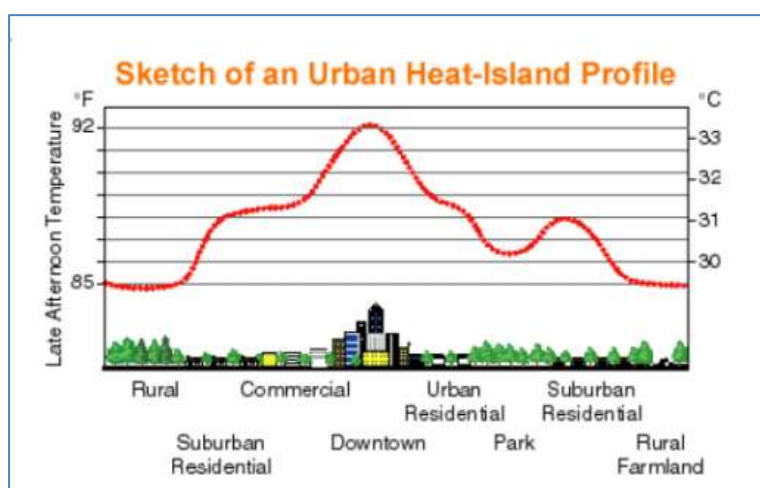 Sketch of an Urban Heat-Island Profile
°F
°C
92
85
33
32
31
30
Late Afternoon Temperature
Rural
Commercial
Urban
Residential
Suburban
Residential
Suburban
Residential
Downtown
Park
Rural
Farmland